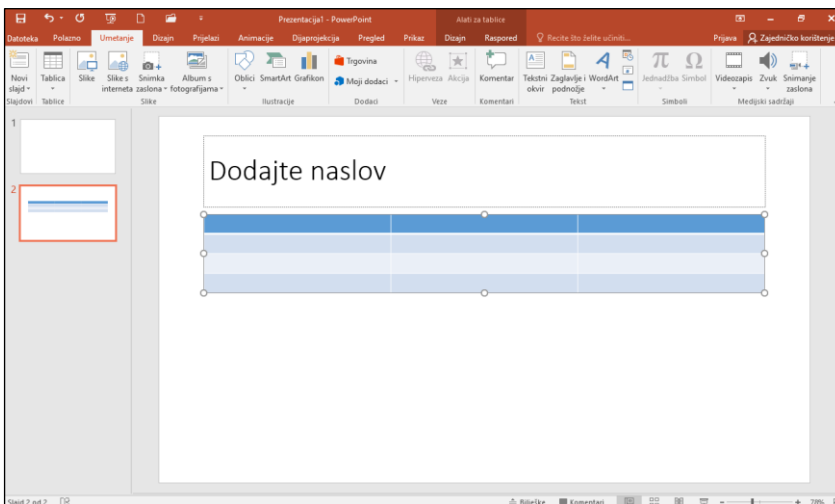 Prezentacija1 - PowerPoint
Alati za tablice
Datoteka Polazno Umetanje Dizajn Prijelazi Animacije Dijaprojekcija Pregled Prikaz Dizajn Raspored Recite što želite učiniti... Prijava Zajedničko korištenje
Novi slajd
Tablica
Slike
Slike s interneta
Snimka zaslona
Album s fotografijama
Oblici
SmartArt
Grafikon
Trgovina
Moji dodaci
Hiperveza
Akcija
Komentar
Tekstni okvir
Zaglavlje i podnožje
WordArt
Jednadžba
Simbol
Videozapis
Zvuk
Snimanje zaslona
Slajdovi Tablice Slike Ilustracije Dodaci Veze Komentari Tekst Simboli Medijski sadržaji
1
2
Dodajte naslov
Slajd 2 od 2 Bilješke Komentari 78%